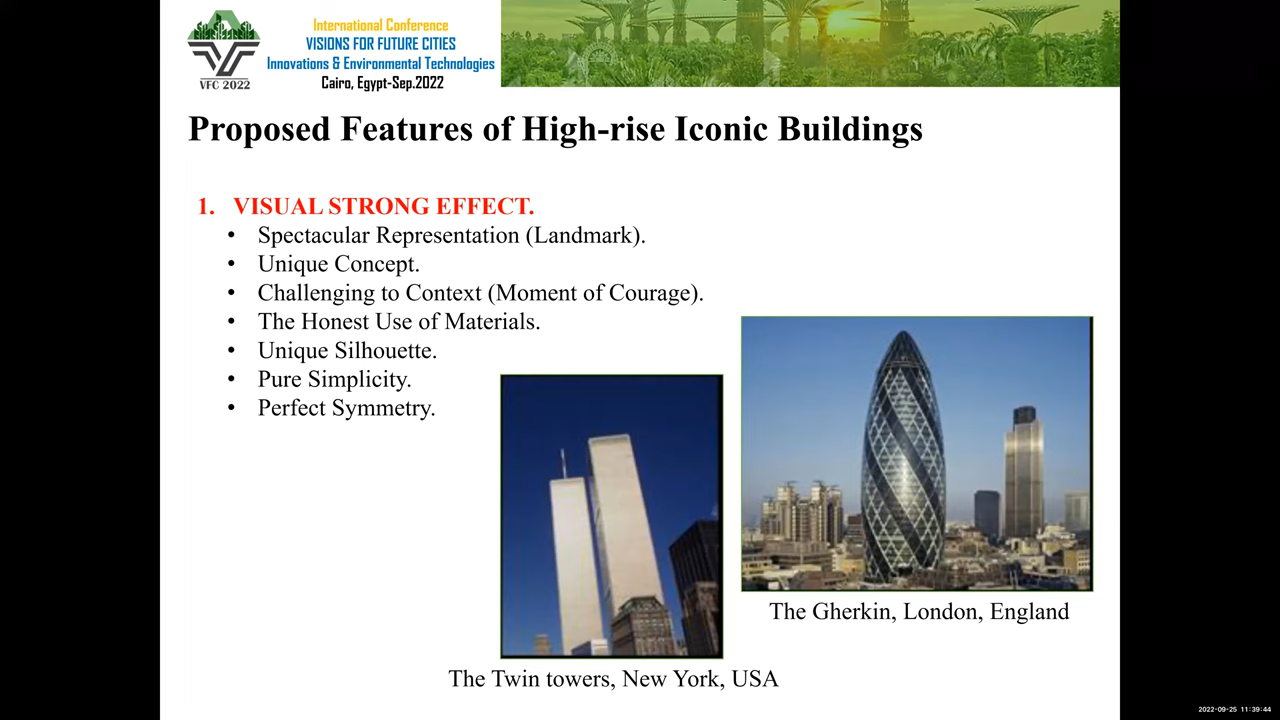 VFC 2022
International Conference
VISIONS FOR FUTURE CITIES
Innovations & Environmental Technologies
Cairo, Egypt-Sep.2022
Proposed Features of High-rise Iconic Buildings
1. VISUAL STRONG EFFECT.
• Spectacular Representation (Landmark).
• Unique Concept.
• Challenging to Context (Moment of Courage).
• The Honest Use of Materials.
• Unique Silhouette.
• Pure Simplicity.
• Perfect Symmetry.
The Gherkin, London, England
The Twin towers, New York, USA
2022-09-25 11:39:44